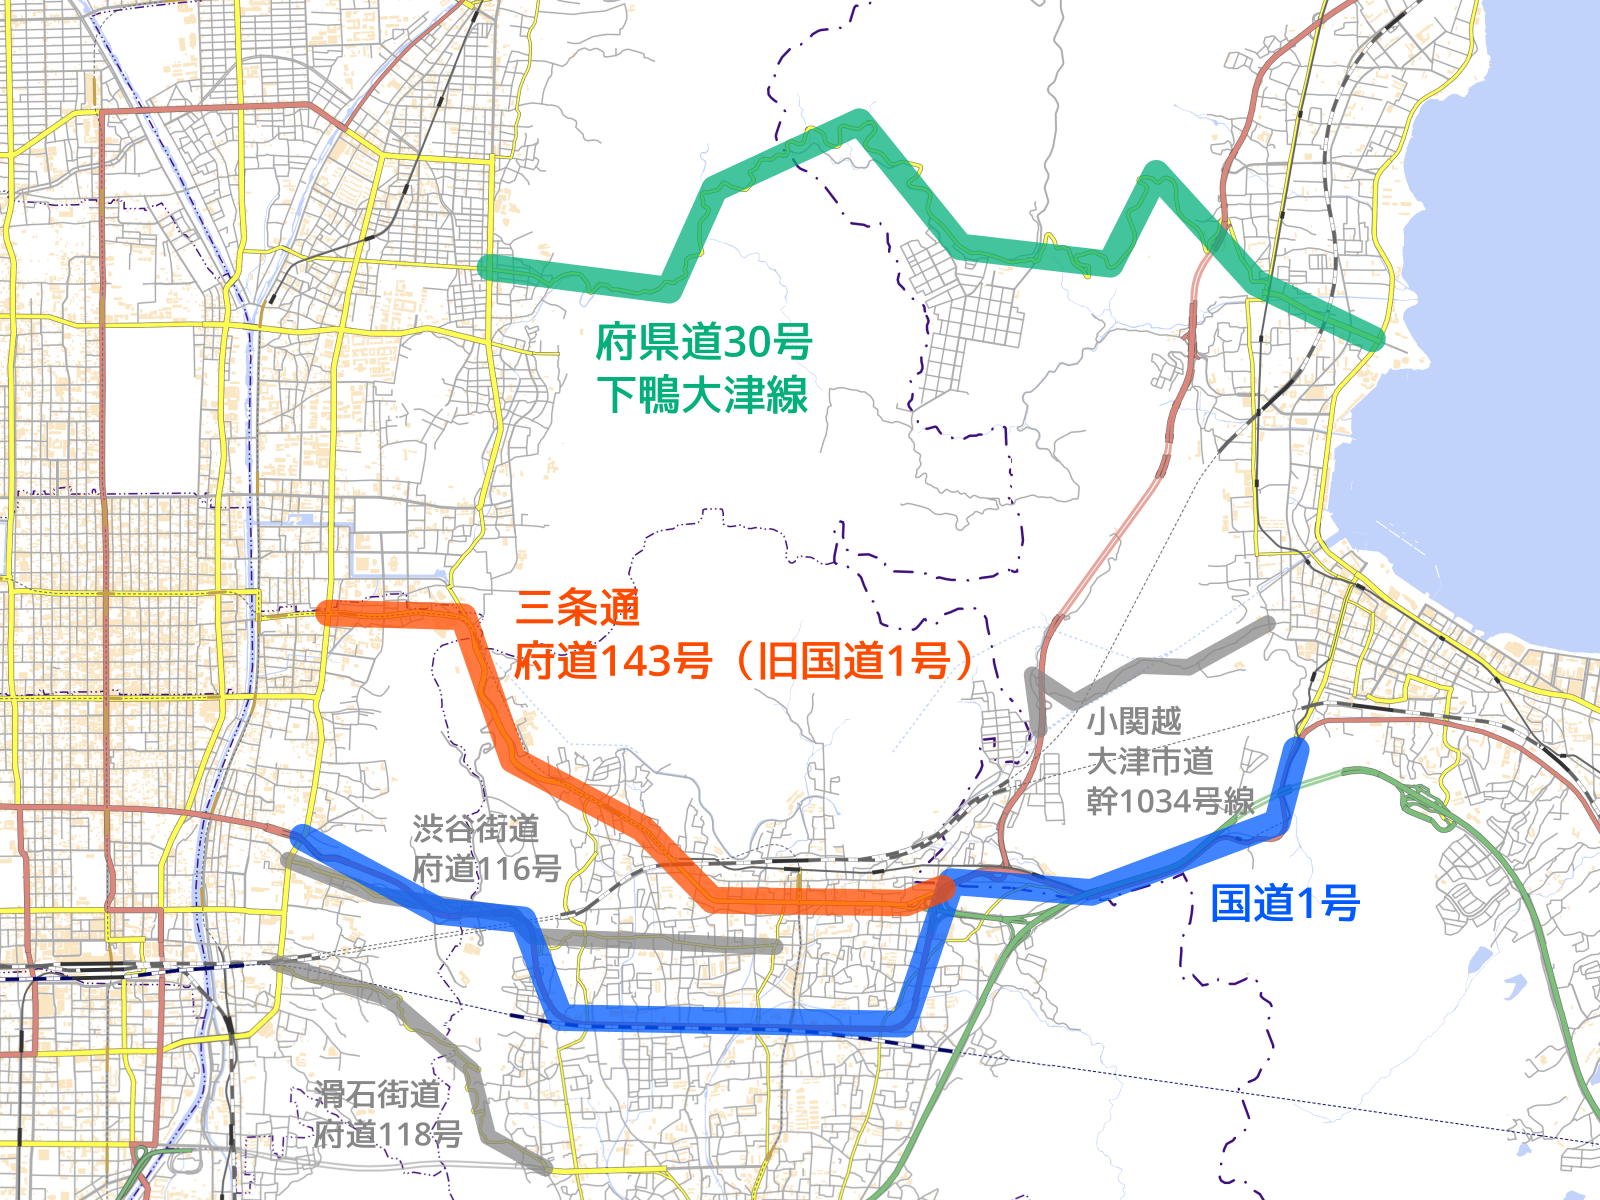 府県道30号
下鴨大津線
三条通
府道143号（旧国道1号）
小関越
大津市道
幹1034号線
渋谷街道
府道116号
国道1号
滑石街道
府道118号